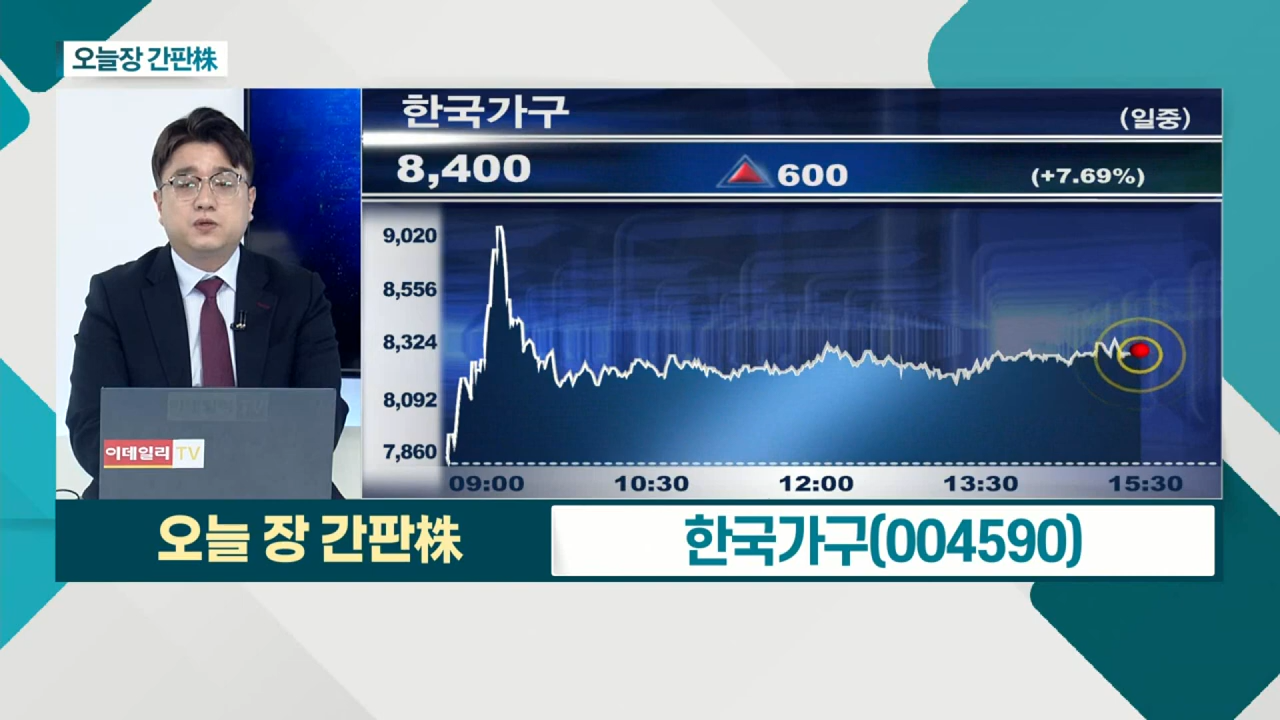 오늘장 간판株
한국가구
(일중)
8,400
▲ 600
(+7.69%)
9,020
8,556
8,324
8,092
7,860
09:00
10:30
12:00
13:30
15:30
이데일리 TV
오늘 장 간판株
한국가구(004590)